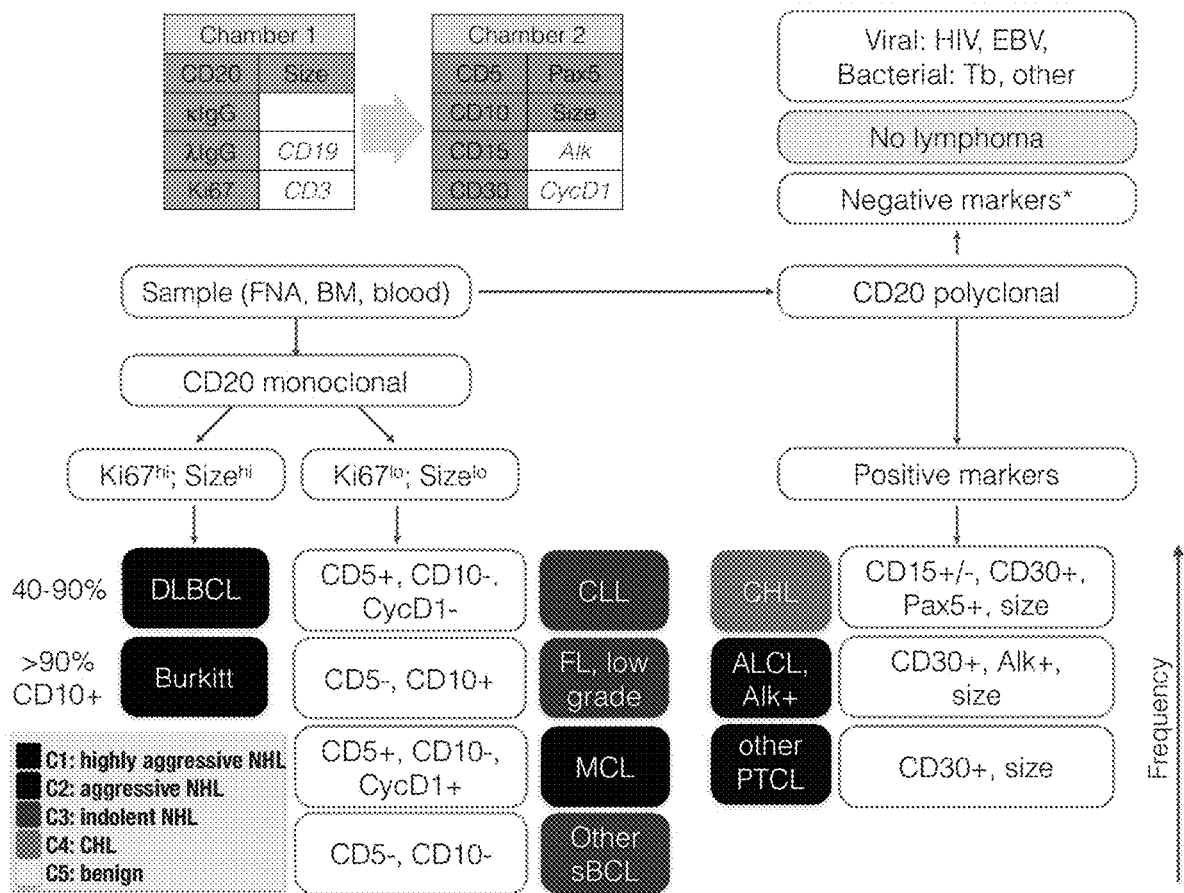 Chamber 1
CD20 Size
κIgG
λIgG CD19
Ki67 CD3
Chamber 2
CD5 Pax5
CD10 Size
CD15 Alk
CD30 CycD1
Viral: HIV, EBV,
Bacterial: Tb, other
No lymphoma
Negative markers*
Sample (FNA, BM, blood)
CD20 polyclonal
CD20 monoclonal
Ki67hi; Sizehi
Ki67lo; Sizelo
Positive markers
40-90%
DLBCL
CD5+, CD10-,
CycD1-
CLL
CHL
CD15+/-, CD30+,
Pax5+, size
>90%
CD10+
Burkitt
CD5-, CD10+
FL, low
grade
ALCL,
Alk+
CD30+, Alk+,
size
CD5+, CD10-,
CycD1+
MCL
other
PTCL
CD30+, size
CD5-, CD10-
Other
sBCL
Frequency
C1: highly aggressive NHL
C2: aggressive NHL
C3: indolent NHL
C4: CHL
C5: benign